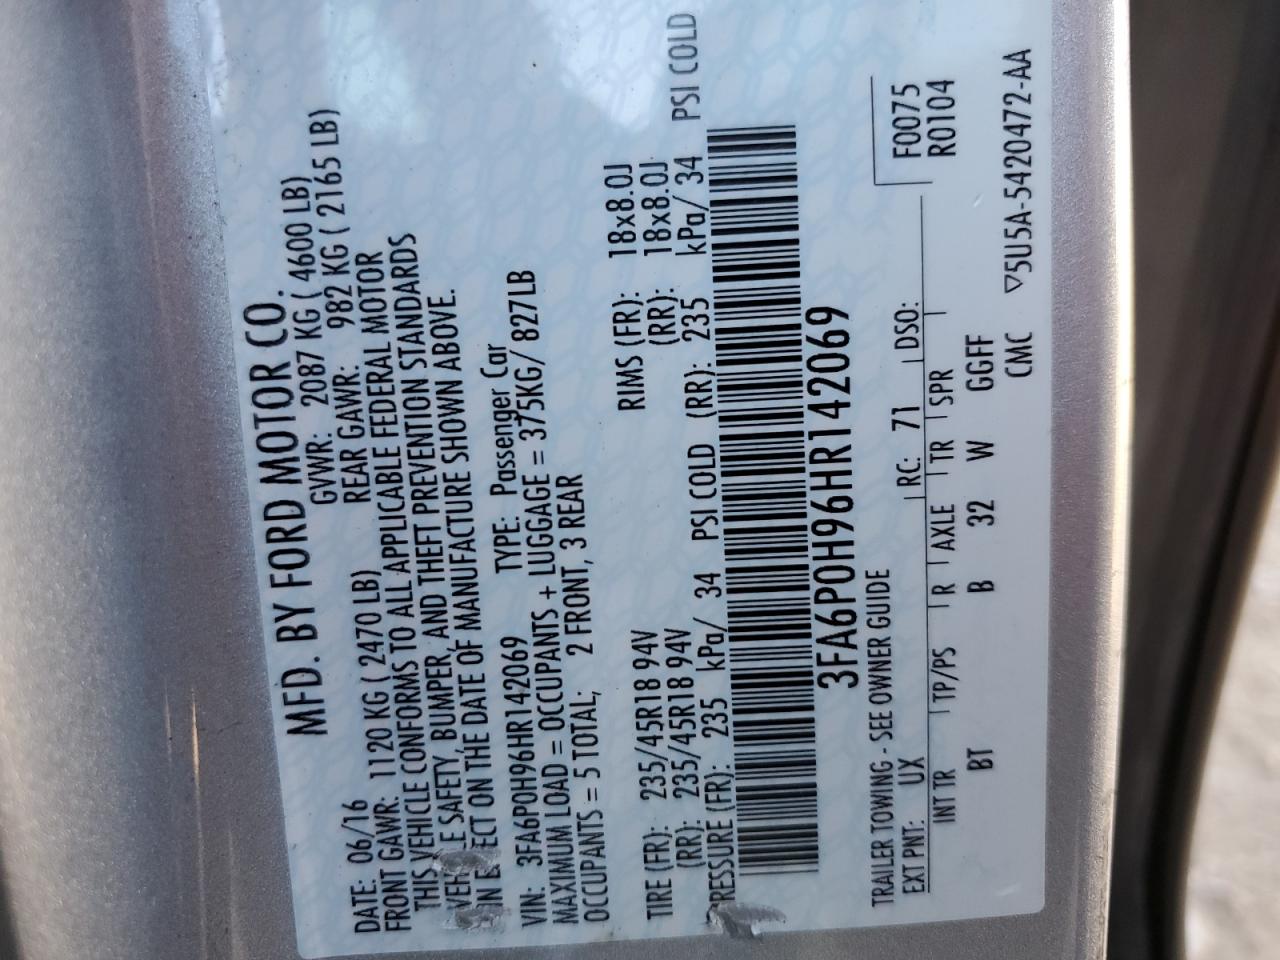 MFD. BY FORD MOTOR CO.
DATE: 06/16 GVWR: 2087 KG ( 4600 LB)
FRONT GAWR: 1120 KG ( 2470 LB) REAR GAWR: 982 KG ( 2165 LB)
THIS VEHICLE CONFORMS TO ALL APPLICABLE FEDERAL MOTOR
SAFETY, BUMPER, AND THEFT PREVENTION STANDARDS
ON THE DATE OF MANUFACTURE SHOWN ABOVE.
VIN: 3FA6P0H96HR142069 TYPE: Passenger Car
MAXIMUM LOAD = OCCUPANTS + LUGGAGE = 375KG/ 827LB
OCCUPANTS = 5 TOTAL; 2 FRONT, 3 REAR
TIRE (FR): 235/45R18 94V RIMS (FR): 18x8.0J
(RR): 235/45R18 94V (RR): 18x8.0J
PRESSURE (FR): 235 kPa/ 34 PSI COLD (RR): 235 kPa/ 34 PSI COLD
3FA6P0H96HR142069
TRAILER TOWING - SEE OWNER GUIDE
F0075
R0104
EXT PNT: UX RC: 71 DSO:
INT TR TP/PS R AXLE TR SPR
BT B 32 W GGFF
CMC ▽5U5A-5420472-AA